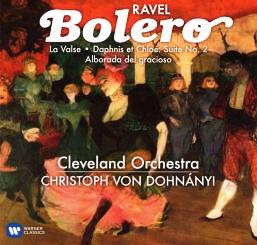 RAVEL
Bolero
La Valse • Daphnis et Chloé: Suite No. 2
Alborada del gracioso
Cleveland Orchestra
CHRISTOPH VON DOHNÁNYI
WARNER
CLASSICS